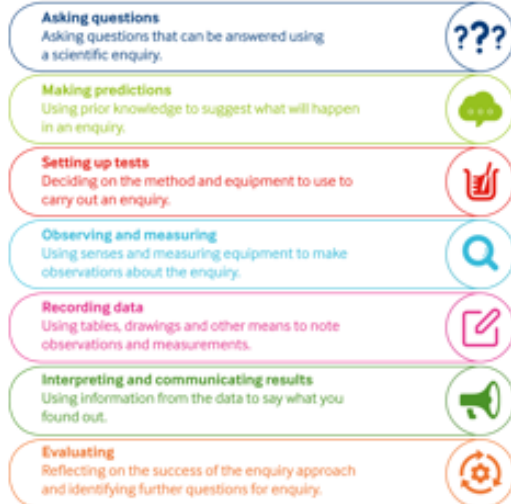 Asking questions
Asking questions that can be answered using
a scientific enquiry.
???
Making predictions
Using prior knowledge to suggest what will happen
in an enquiry.
Setting up tests
Deciding on the method and equipment to use to
carry out an enquiry.
Observing and measuring
Using senses and measuring equipment to make
observations about the enquiry.
Recording data
Using tables, drawings and other means to note
observations and measurements.
Interpreting and communicating results
Using information from the data to say what you
found out.
Evaluating
Reflecting on the success of the enquiry approach
and identifying further questions for enquiry.